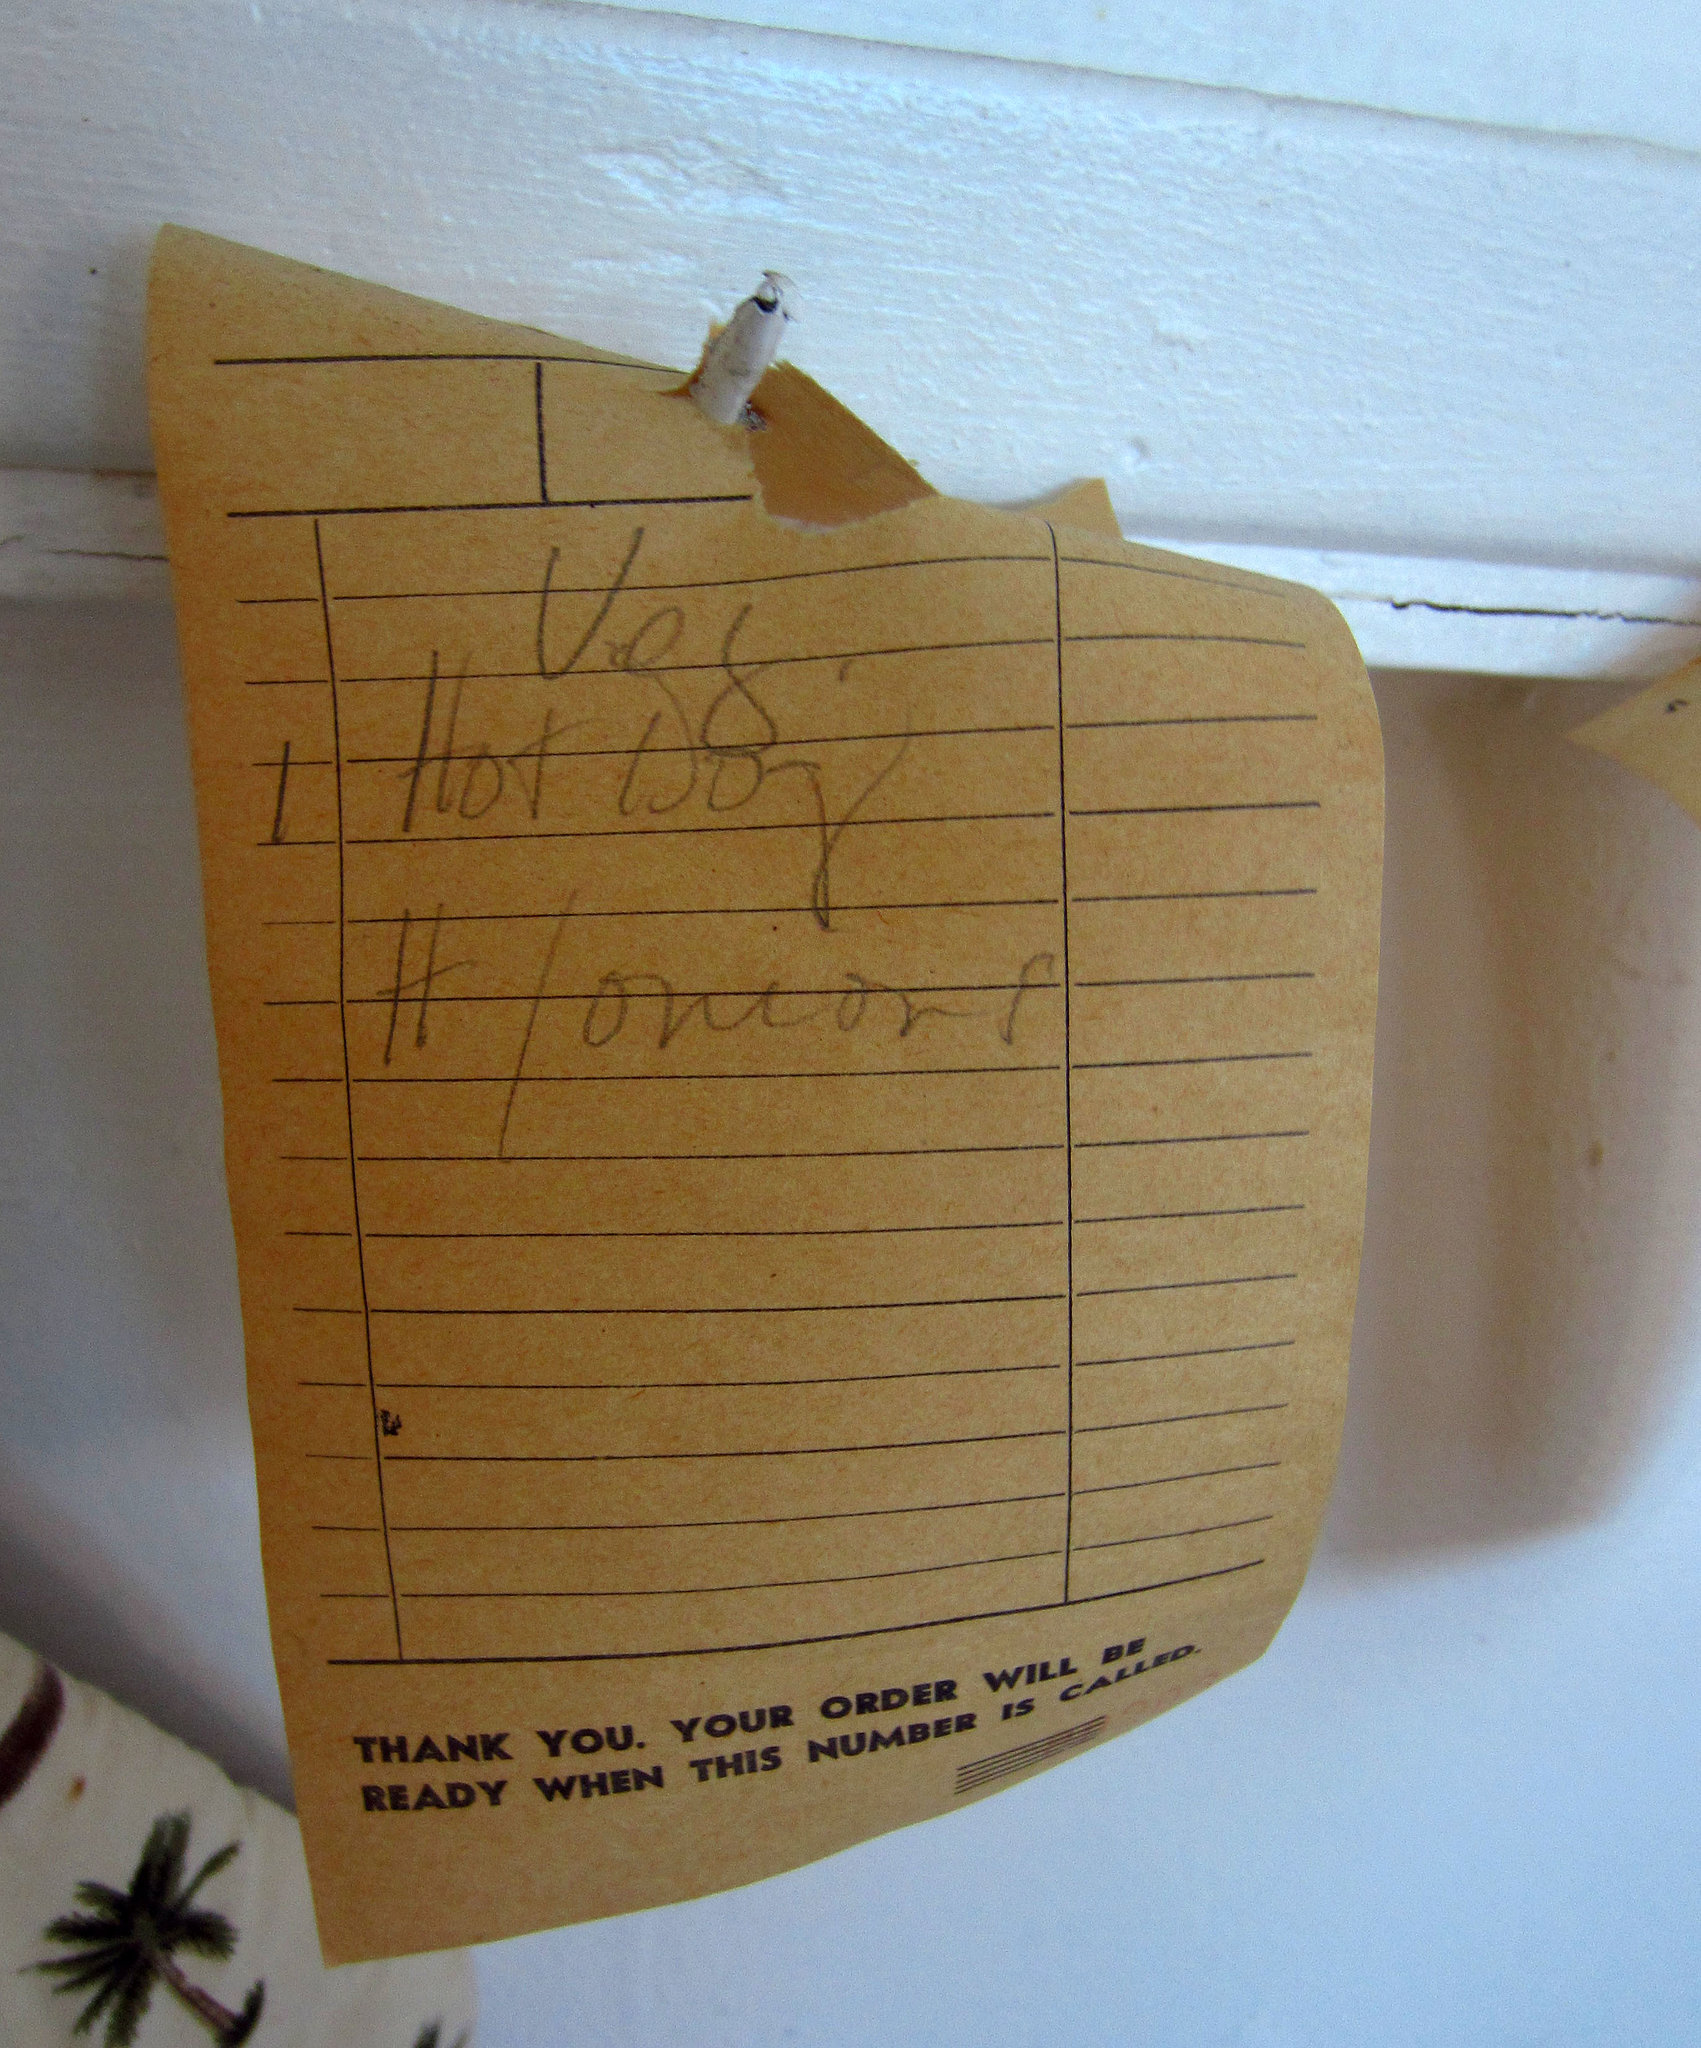 Veg.
1 Hot Dog
H/onions
THANK YOU. YOUR ORDER WILL BE
READY WHEN THIS NUMBER IS CALLED.